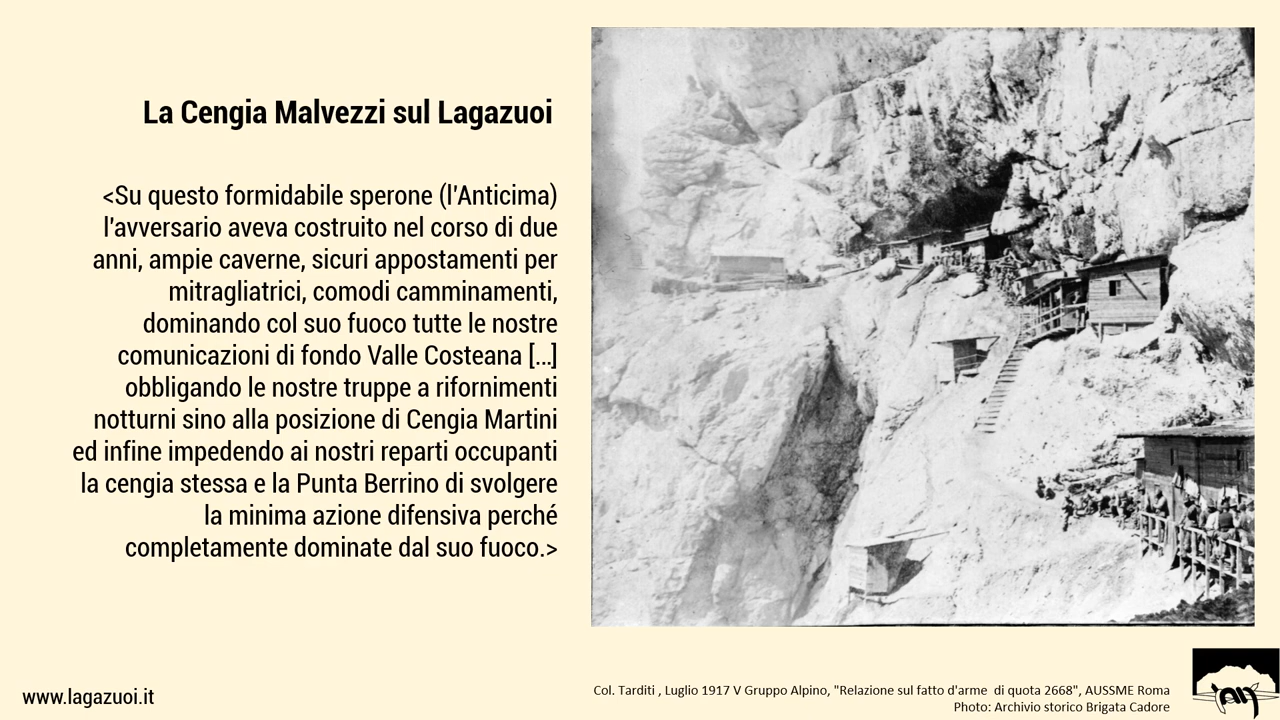 La Cengia Malvezzi sul Lagazuoi
<Su questo formidabile sperone (l'Anticima)
l'avversario aveva costruito nel corso di due
anni, ampie caverne, sicuri appostamenti per
mitragliatrici, comodi camminamenti,
dominando col suo fuoco tutte le nostre
comunicazioni di fondo Valle Costeana [...]
obbligando le nostre truppe a rifornimenti
notturni sino alla posizione di Cengia Martini
ed infine impedendo ai nostri reparti occupanti
la cengia stessa e la Punta Berrino di svolgere
la minima azione difensiva perché
completamente dominate dal suo fuoco.>
www.lagazuoi.it
Col. Tarditi , Luglio 1917 V Gruppo Alpino, "Relazione sul fatto d'arme  di quota 2668", AUSSME Roma
Photo: Archivio storico Brigata Cadore